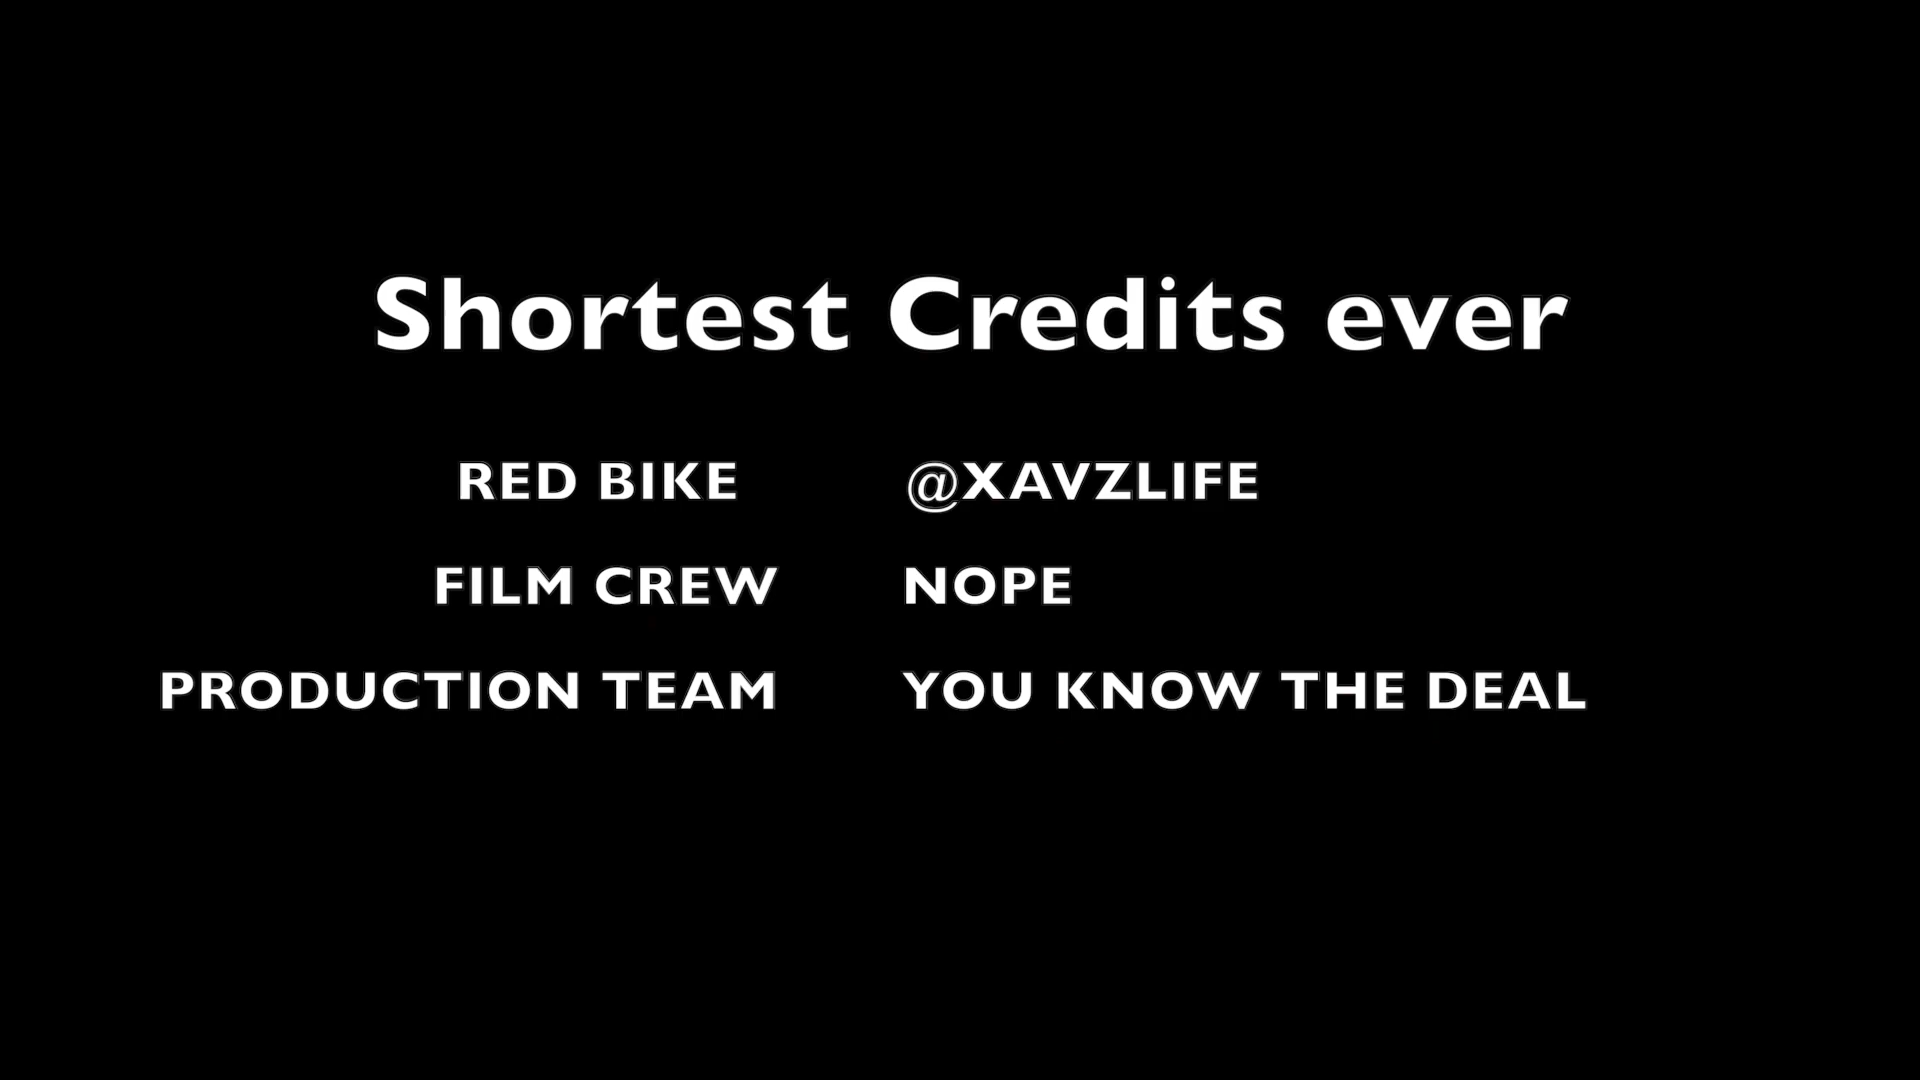 Shortest Credits ever
RED BIKE @XAVZLIFE
FILM CREW NOPE
PRODUCTION TEAM YOU KNOW THE DEAL